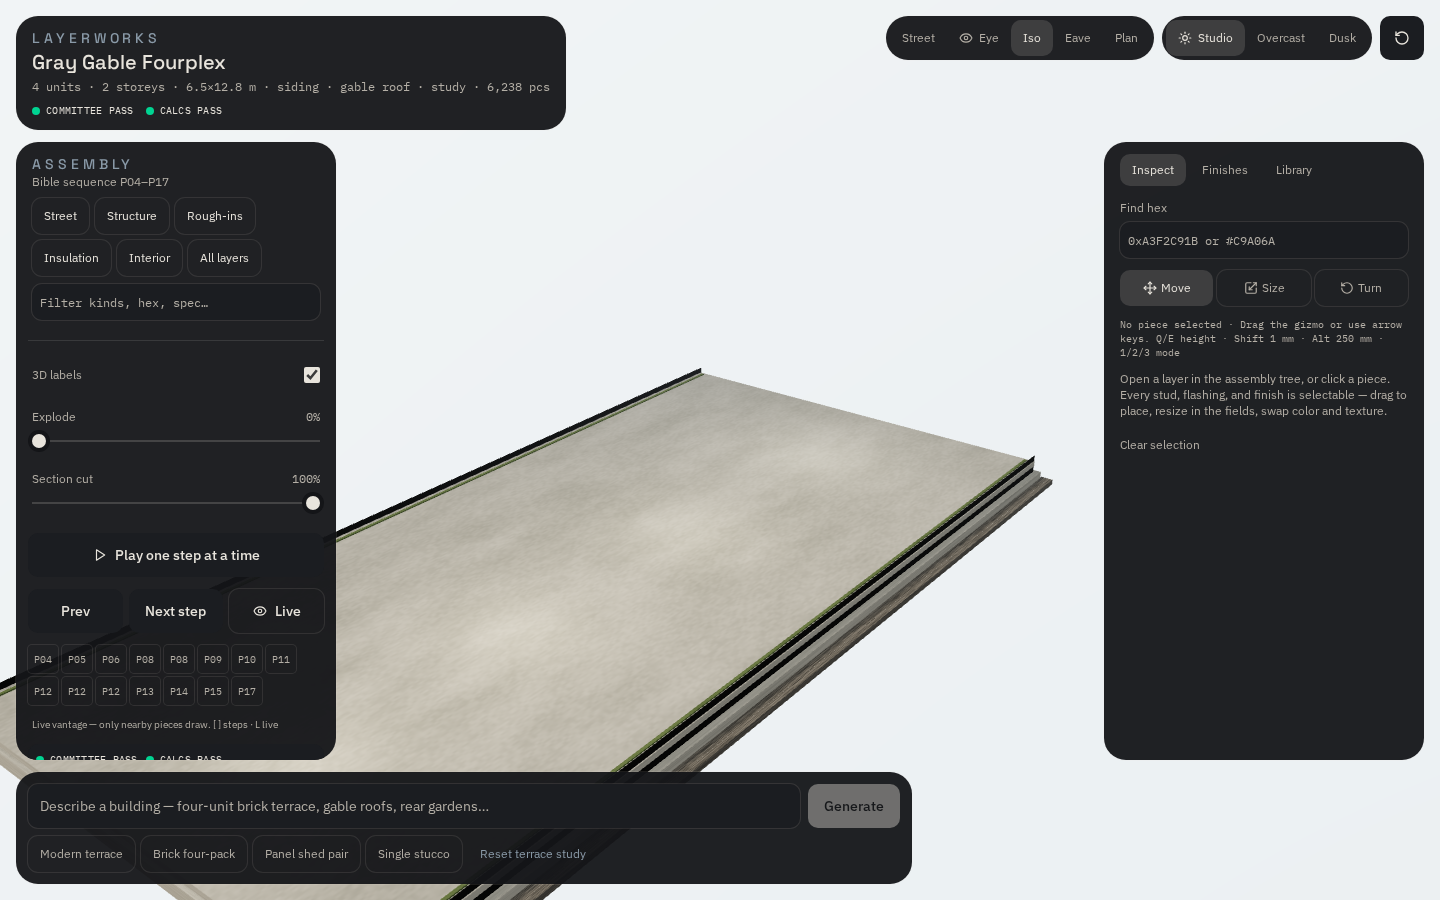 LAYERWORKS
Gray Gable Fourplex
4 units · 2 storeys · 6.5×12.8 m · siding · gable roof · study · 6,238 pcs
COMMITTEE PASS CALCS PASS
Street Eye Iso Eave Plan
Studio Overcast Dusk
ASSEMBLY
Bible sequence P04–P17
Street Structure Rough-ins
Insulation Interior All layers
Filter kinds, hex, spec…
3D labels
Explode 0%
Section cut 100%
Play one step at a time
Prev Next step Live
P04 P05 P06 P08 P08 P09 P10 P11
P12 P12 P12 P13 P14 P15 P17
Live vantage — only nearby pieces draw. [ ] steps · L live
COMMITTEE PASS CALCS PASS
Inspect Finishes Library
Find hex
0xA3F2C91B or #C9A06A
Move Size Turn
No piece selected · Drag the gizmo or use arrow
keys. Q/E height · Shift 1 mm · Alt 250 mm ·
1/2/3 mode
Open a layer in the assembly tree, or click a piece.
Every stud, flashing, and finish is selectable — drag to
place, resize in the fields, swap color and texture.
Clear selection
Describe a building — four-unit brick terrace, gable roofs, rear gardens…
Generate
Modern terrace Brick four-pack Panel shed pair Single stucco Reset terrace study